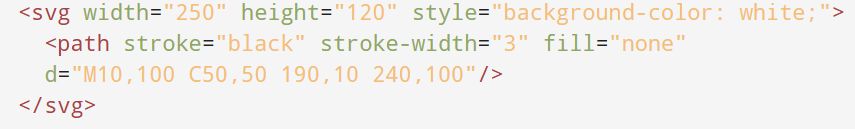 <svg width="250" height="120" style="background-color: white;">
<path stroke="black" stroke-width="3" fill="none"
d="M10,100 C50,50 190,10 240,100"/>
</svg>